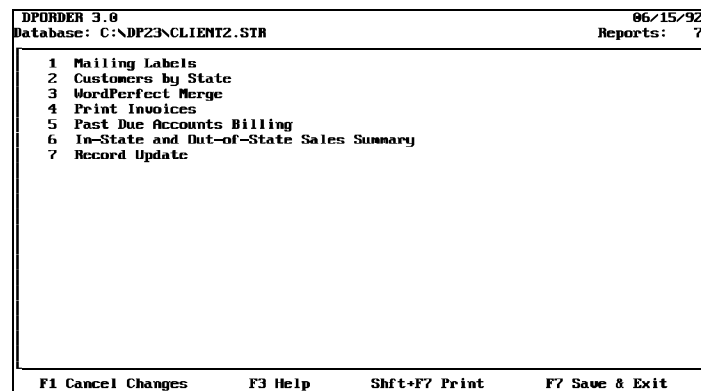 DPORDER 3.0 06/15/92
Database: C:\DP23\CLIENT2.STR Reports: 7
1 Mailing Labels
2 Customers by State
3 WordPerfect Merge
4 Print Invoices
5 Past Due Accounts Billing
6 In-State and Out-of-State Sales Summary
7 Record Update
F1 Cancel Changes F3 Help Shft+F7 Print F7 Save & Exit